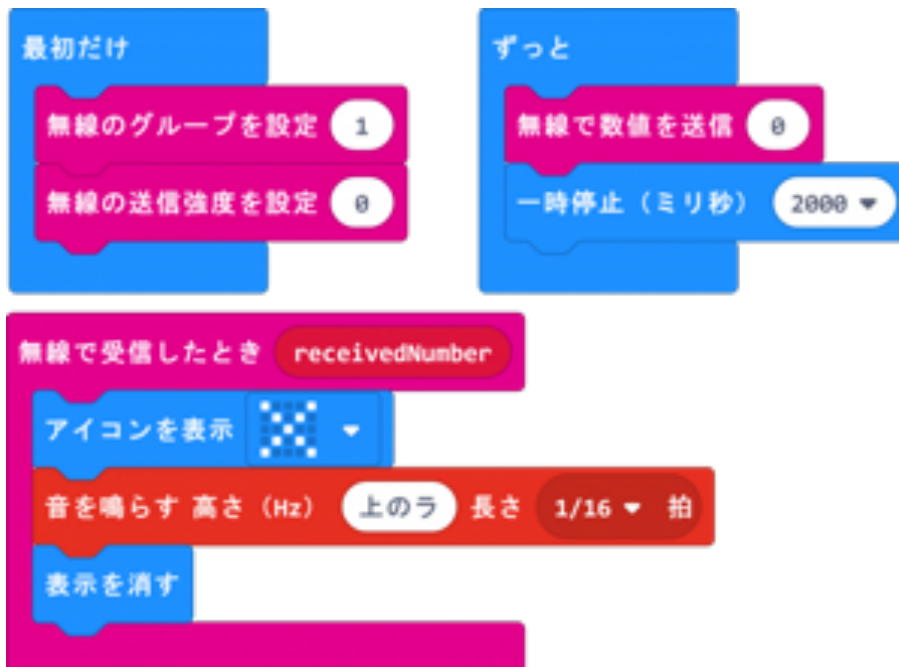 最初だけ
無線のグループを設定 1
無線の送信強度を設定 0
ずっと
無線で数値を送信 0
一時停止（ミリ秒） 2000
無線で受信したとき receivedNumber
アイコンを表示
音を鳴らす 高さ（Hz） 上のラ 長さ 1/16 拍
表示を消す